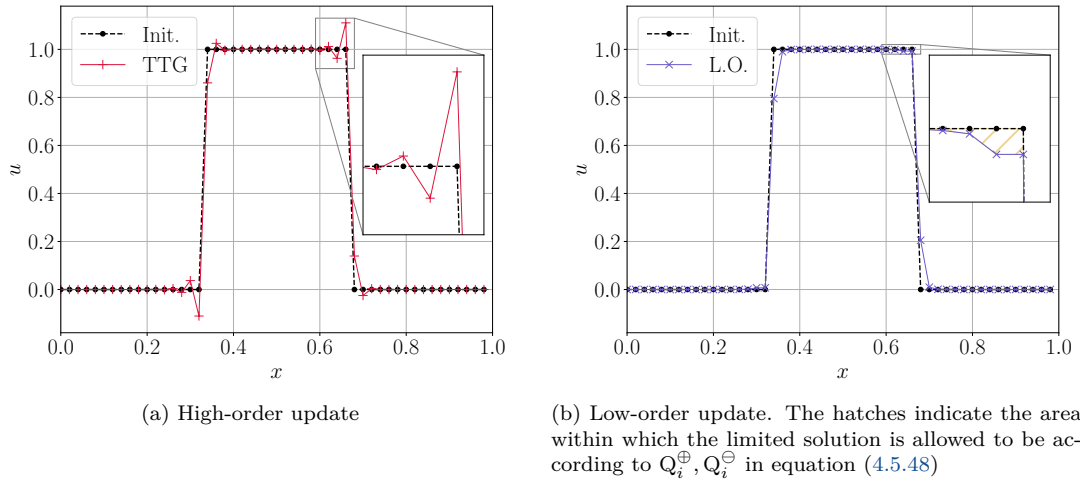 Init.
TTG
1.0
0.8
0.6
0.4
0.2
0.0
u
0.0 0.2 0.4 0.6 0.8 1.0
x
(a) High-order update
Init.
L.O.
1.0
0.8
0.6
0.4
0.2
0.0
u
0.0 0.2 0.4 0.6 0.8 1.0
x
(b) Low-order update. The hatches indicate the area
within which the limited solution is allowed to be ac-
cording to Q_i^⊕, Q_i^⊖ in equation (4.5.48)